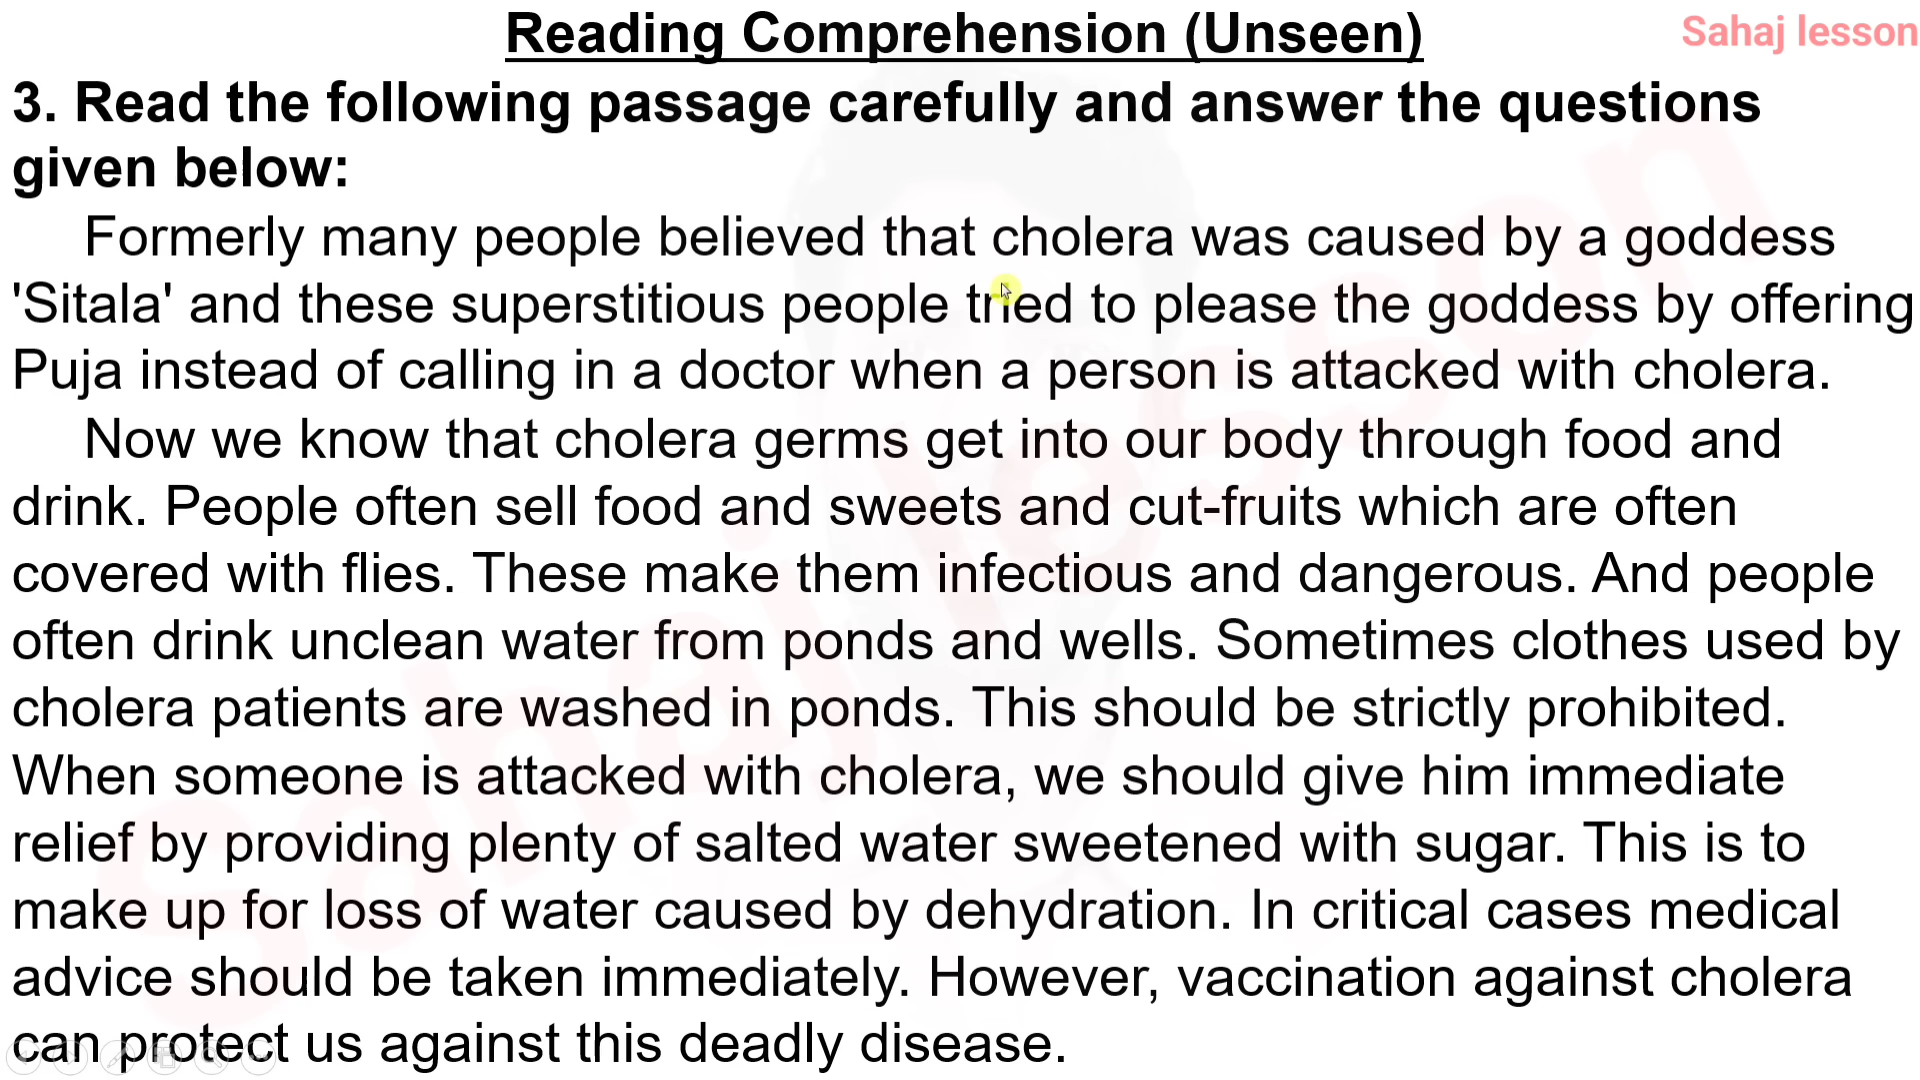 Reading Comprehension (Unseen)
Sahaj lesson
3. Read the following passage carefully and answer the questions
given below:
Formerly many people believed that cholera was caused by a goddess
'Sitala' and these superstitious people tried to please the goddess by offering
Puja instead of calling in a doctor when a person is attacked with cholera.
Now we know that cholera germs get into our body through food and
drink. People often sell food and sweets and cut-fruits which are often
covered with flies. These make them infectious and dangerous. And people
often drink unclean water from ponds and wells. Sometimes clothes used by
cholera patients are washed in ponds. This should be strictly prohibited.
When someone is attacked with cholera, we should give him immediate
relief by providing plenty of salted water sweetened with sugar. This is to
make up for loss of water caused by dehydration. In critical cases medical
advice should be taken immediately. However, vaccination against cholera
can protect us against this deadly disease.
Sahaj lesson